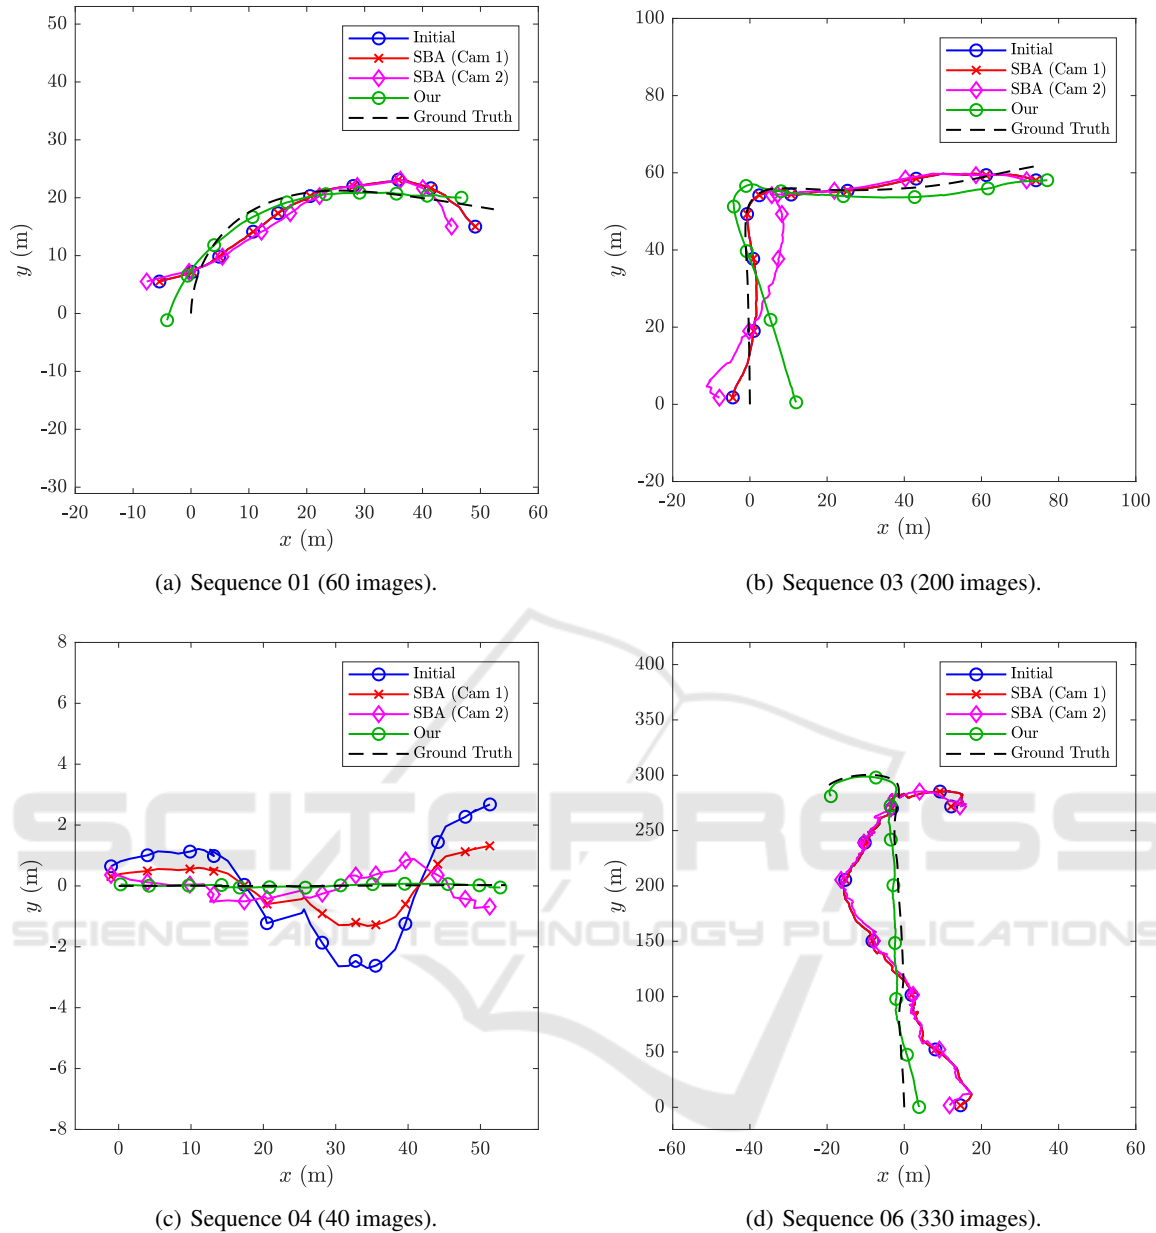 50
40
30
20
10
0
-10
-20
-30
-20
-10
0
10
20
30
40
50
60
y (m)
x (m)
Initial
SBA (Cam 1)
SBA (Cam 2)
Our
Ground Truth
(a) Sequence 01 (60 images).
100
80
60
40
20
0
-20
-20
0
20
40
60
80
100
y (m)
x (m)
Initial
SBA (Cam 1)
SBA (Cam 2)
Our
Ground Truth
(b) Sequence 03 (200 images).
8
6
4
2
0
-2
-4
-6
-8
0
10
20
30
40
50
y (m)
x (m)
Initial
SBA (Cam 1)
SBA (Cam 2)
Our
Ground Truth
(c) Sequence 04 (40 images).
400
350
300
250
200
150
100
50
0
-60
-40
-20
0
20
40
60
y (m)
x (m)
Initial
SBA (Cam 1)
SBA (Cam 2)
Our
Ground Truth
(d) Sequence 06 (330 images).
SCITEPRESS
SCIENCE AND TECHNOLOGY PUBLICATIONS